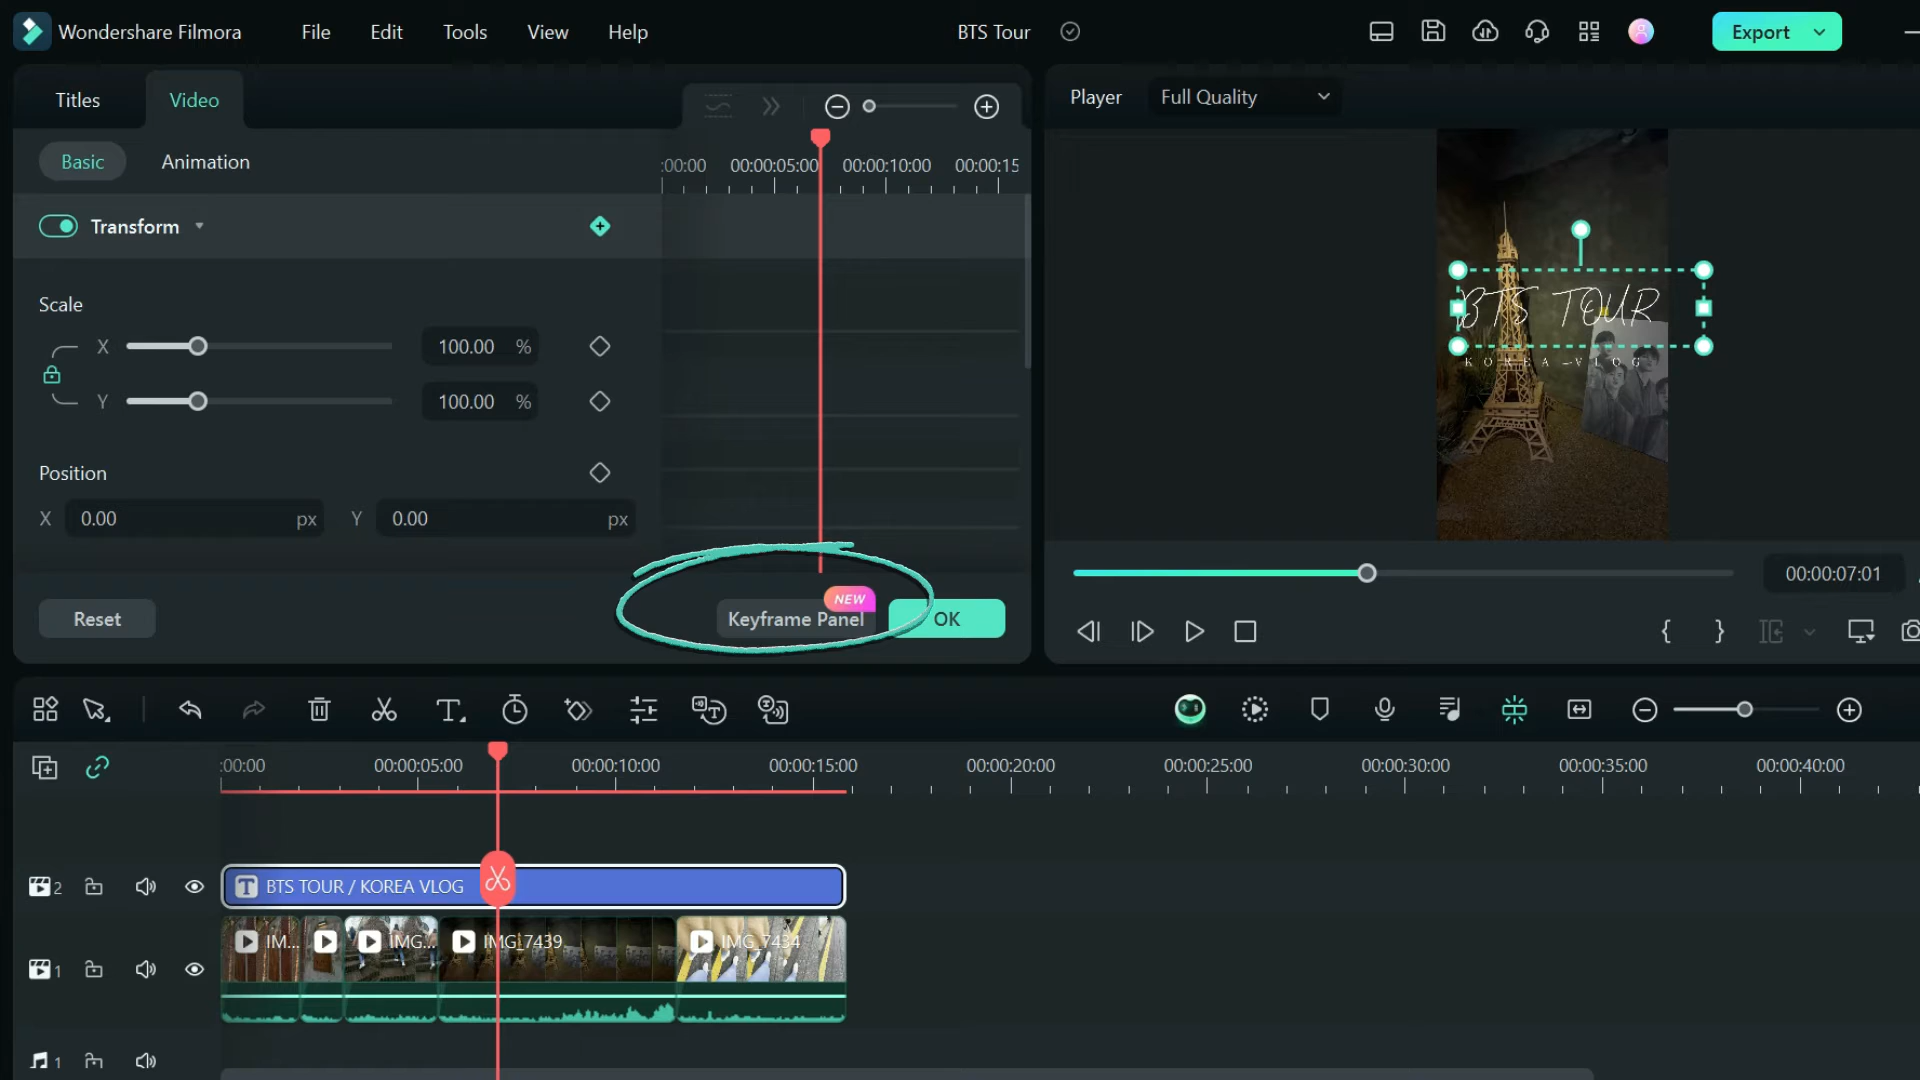 Wondershare Filmora File Edit Tools View Help BTS Tour Export
Titles Video
Basic Animation
:00:00 00:00:05:00 00:00:10:00 00:00:15
Transform
Scale
X 100.00 %
Y 100.00 %
Position
X 0.00 px Y 0.00 px
Reset
NEW
Keyframe Panel OK
Player Full Quality
BTS TOUR
KOREA VLOG
00:00:07:01
:00:00 00:00:05:00 00:00:10:00 00:00:15:00 00:00:20:00 00:00:25:00 00:00:30:00 00:00:35:00 00:00:40:00
2 T BTS TOUR / KOREA VLOG
IM... IMG... IMG_7439 IMG_7434
1
1